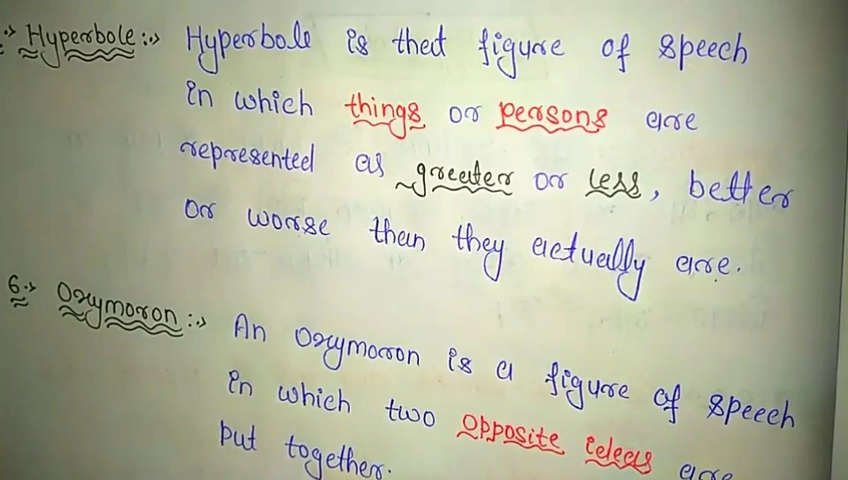 Hyperbole:→ Hyperbole is that figure of speech
in which things or persons are
represented as greater or less, better
or worse than they actually are.
6.→ Oxymoron:→ An Oxymoron is a figure of speech
in which two opposite ideas are
put together.